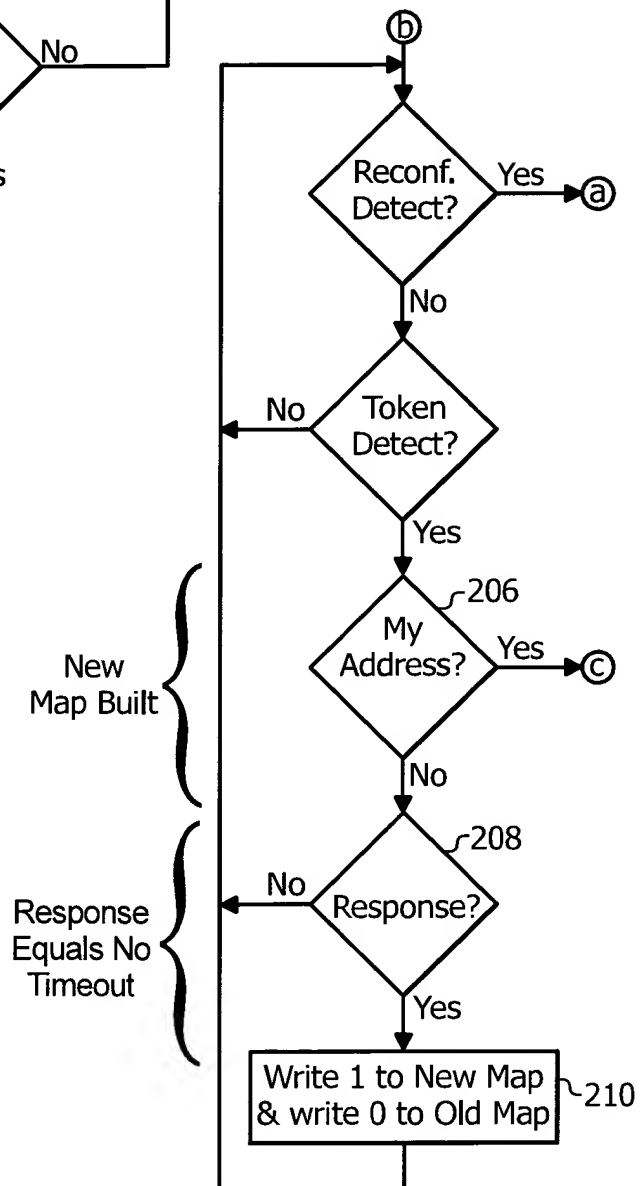 No
s
b
Reconf.
Detect?
Yes
a
No
Token
Detect?
No
Yes
206
My
Address?
Yes
c
New
Map Built
No
208
Response?
No
Response
Equals No
Timeout
Yes
Write 1 to New Map
& write 0 to Old Map
210